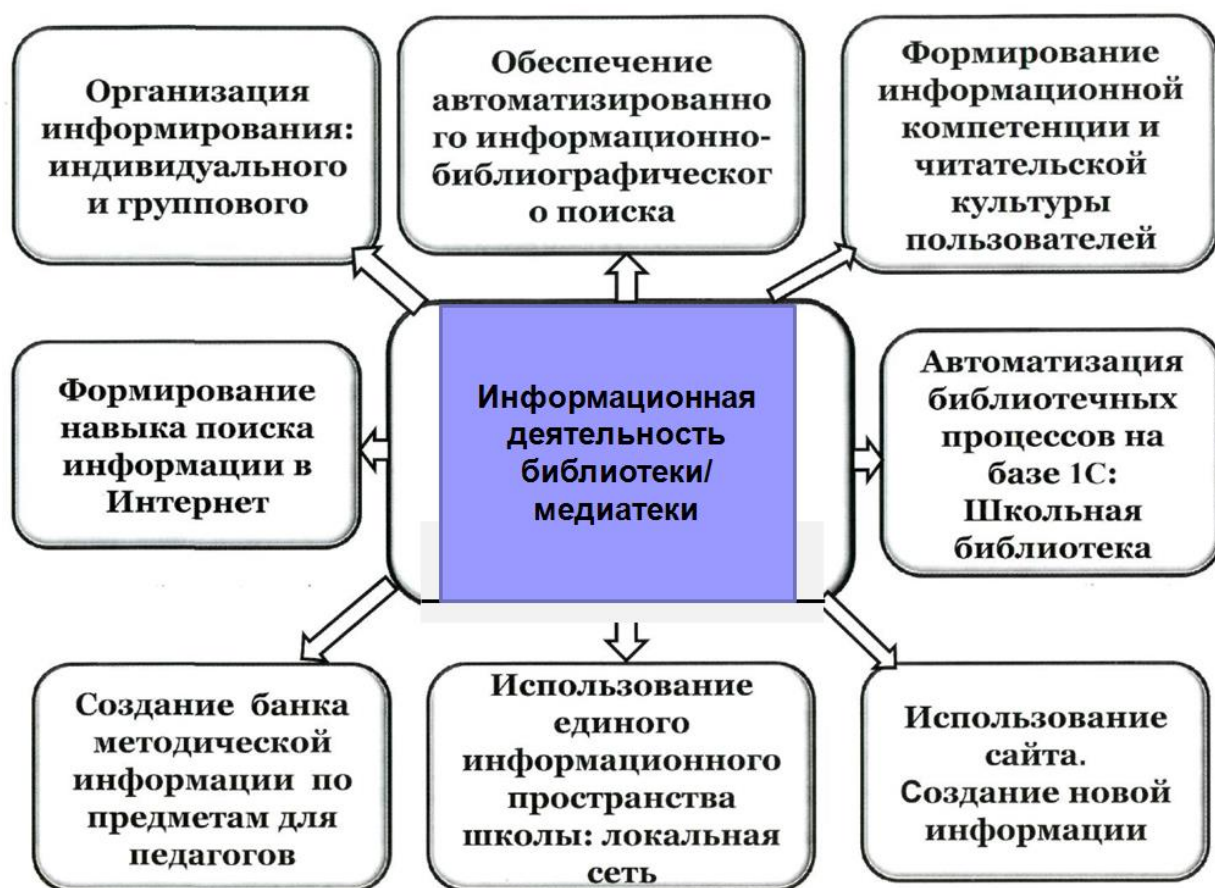 Организация
информирования:
индивидуального
и группового
Обеспечение
автоматизированно
го информационно-
библиографическог
о поиска
Формирование
информационной
компетенции и
читательской
культуры
пользователей
Формирование
навыка поиска
информации в
Интернет
Информационная
деятельность
библиотеки/
медиатеки
Автоматизация
библиотечных
процессов на
базе 1С:
Школьная
библиотека
Создание банка
методической
информации по
предметам для
педагогов
Использование
единого
информационного
пространства
школы: локальная
сеть
Использование
сайта.
Создание новой
информации